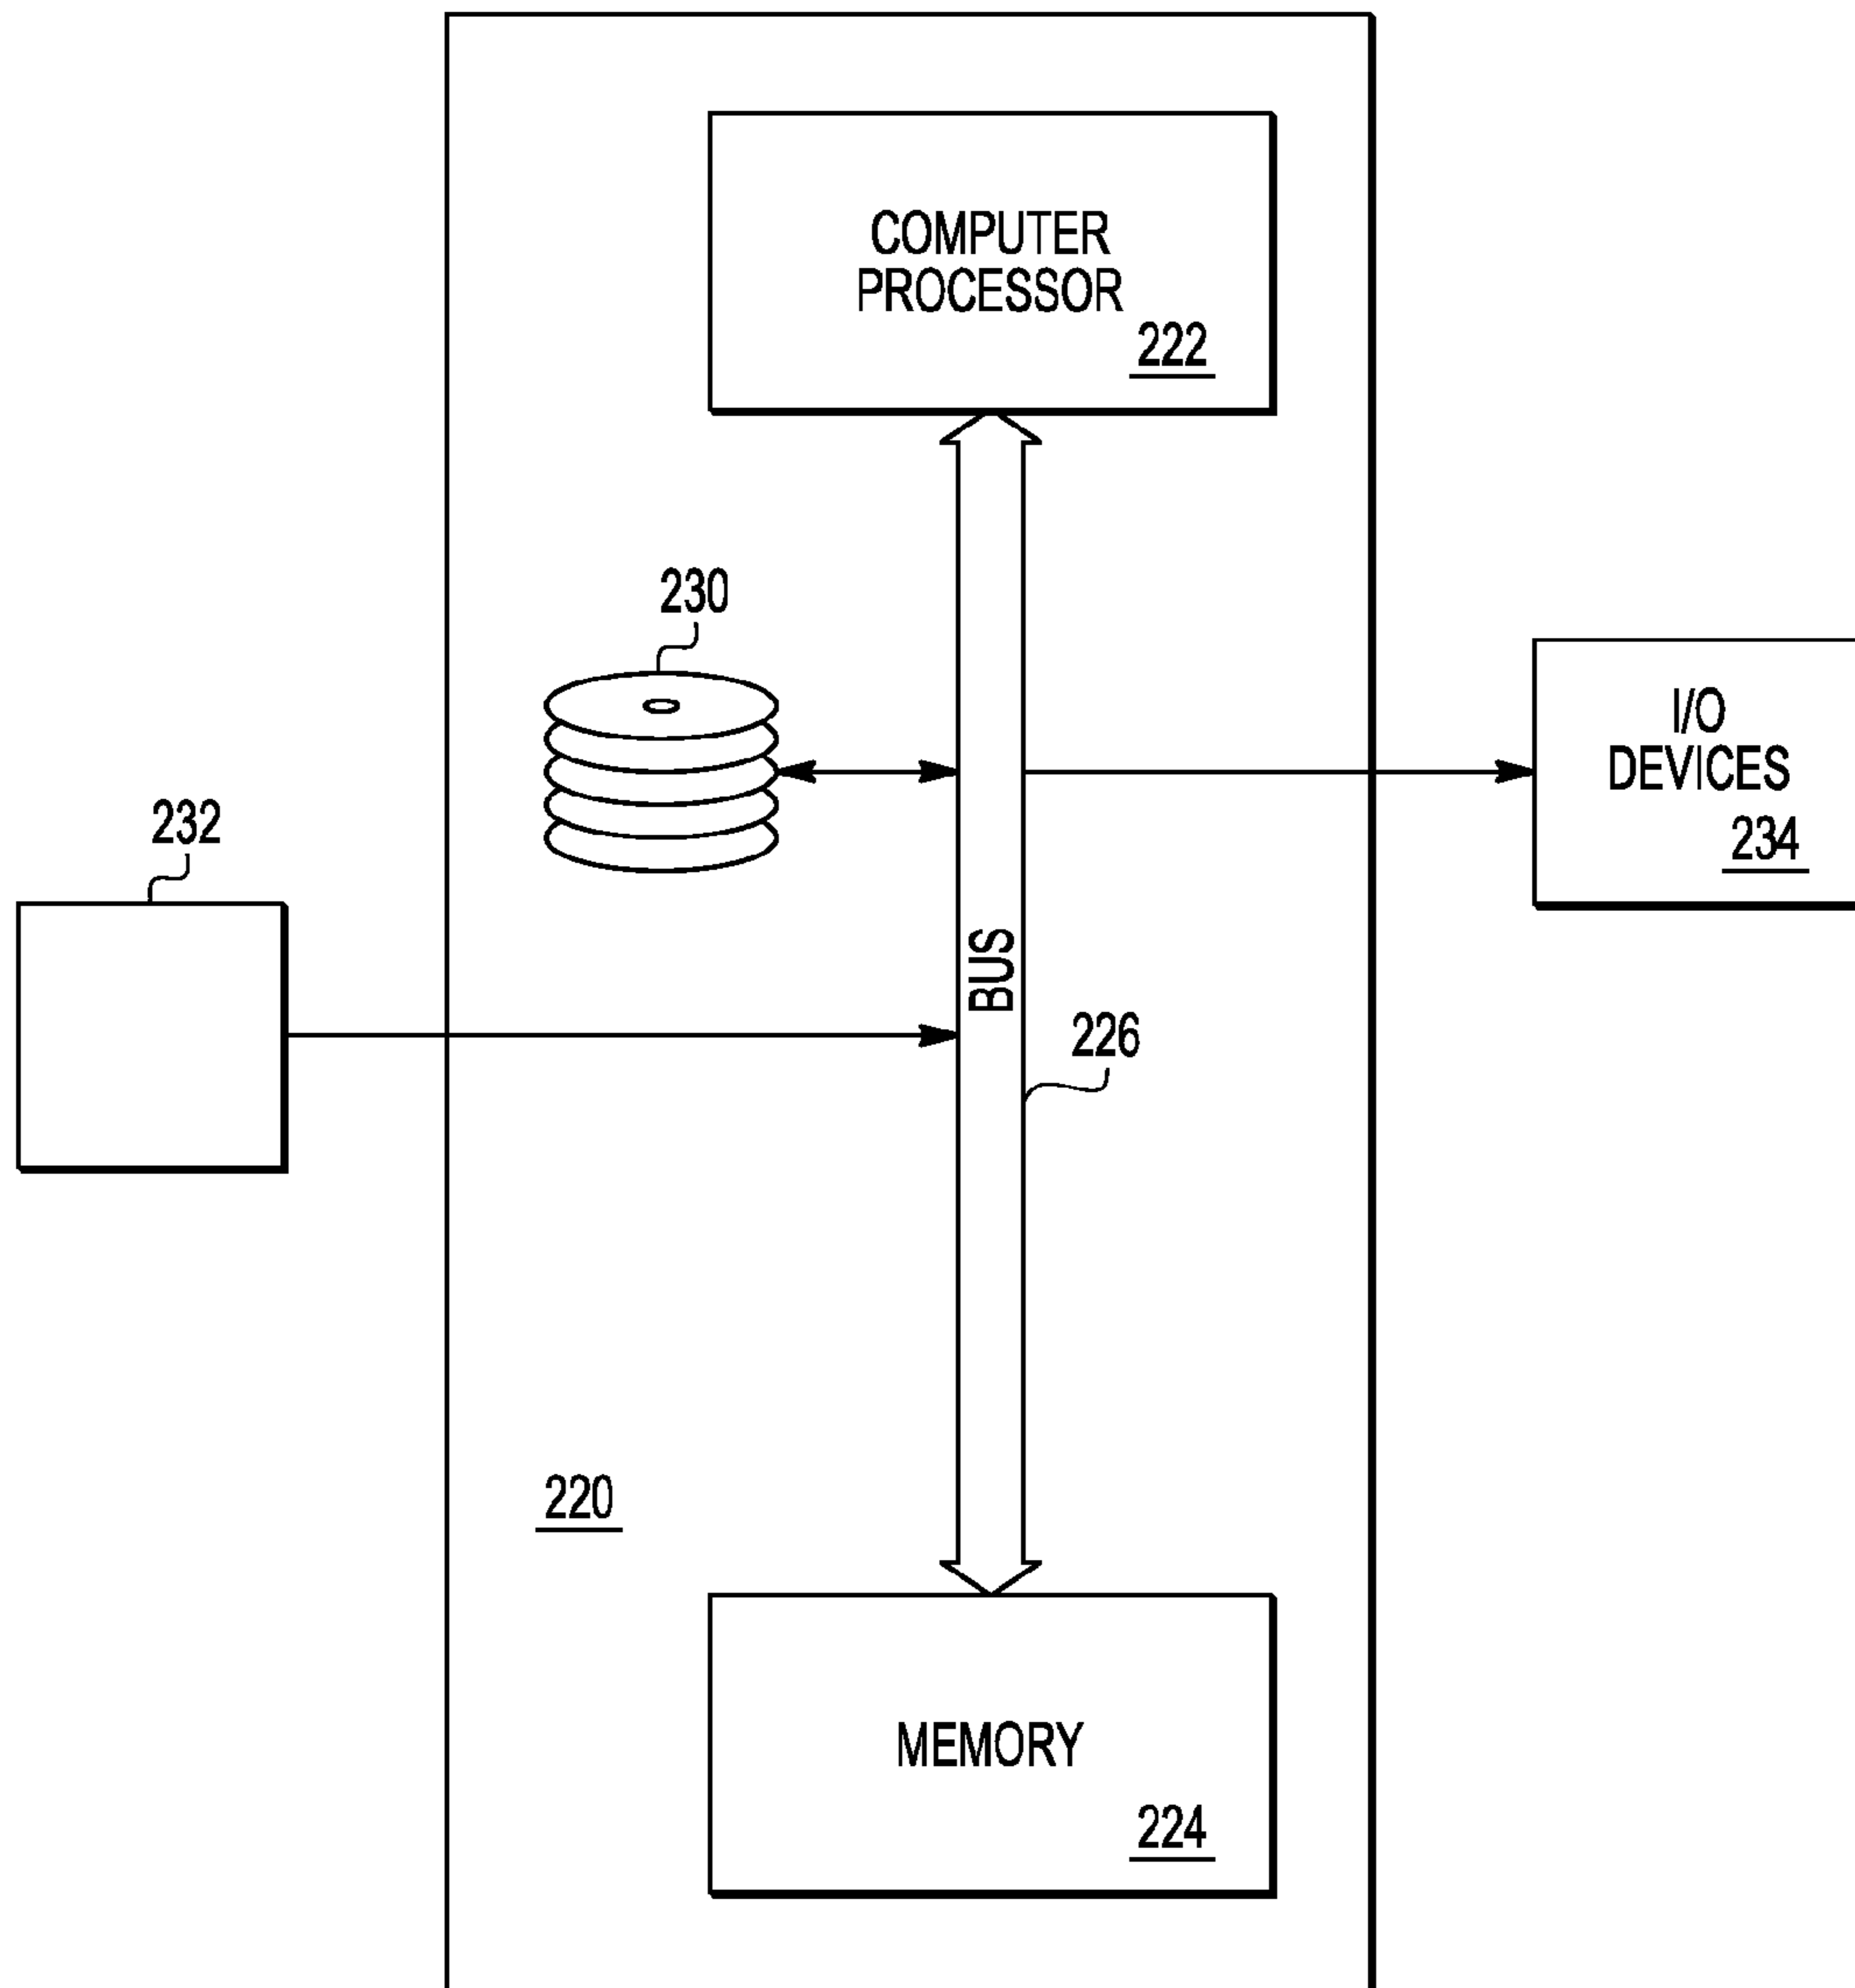 COMPUTER
PROCESSOR
222
230
I/O
DEVICES
234
232
BUS
226
220
MEMORY
224